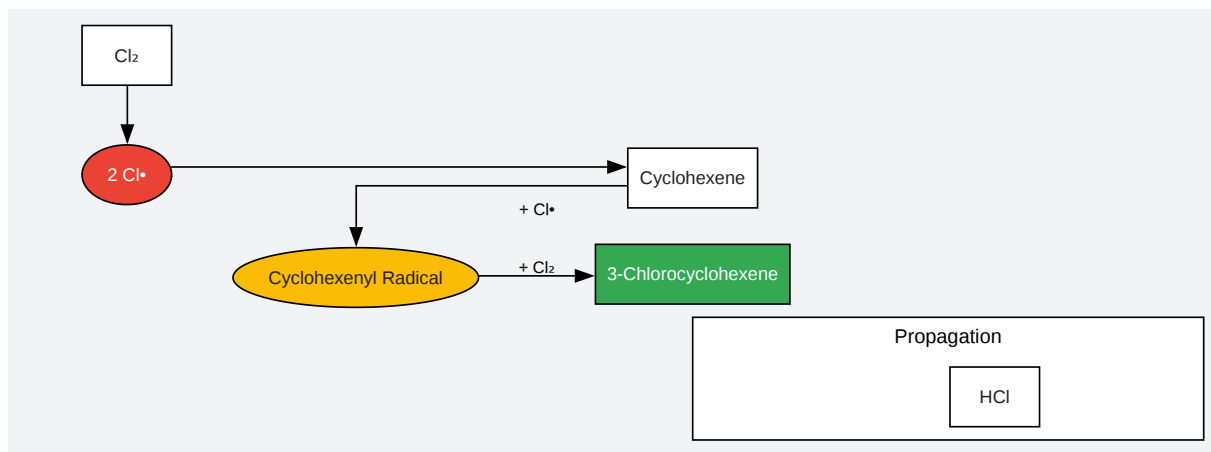 Cl₂
2 Cl•
Cyclohexene
+ Cl•
Cyclohexenyl Radical
+ Cl₂
3-Chlorocyclohexene
Propagation
HCl